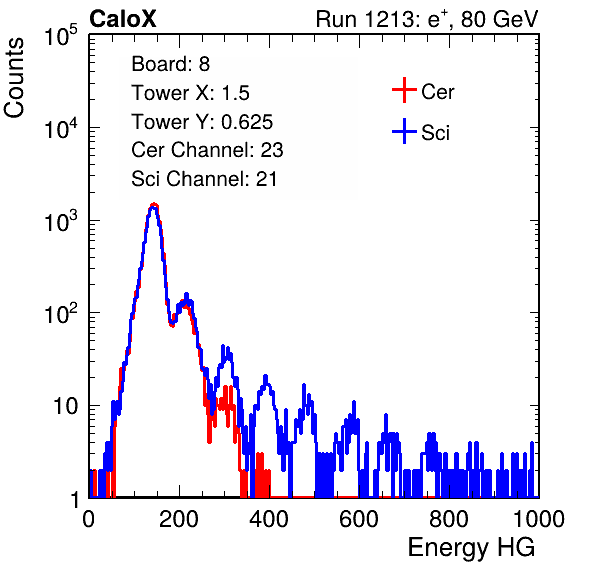 CaloX Run 1213: e⁺, 80 GeV
Counts
Board: 8
Tower X: 1.5
Tower Y: 0.625
Cer Channel: 23
Sci Channel: 21
Cer
Sci
10⁵
10⁴
10³
10²
10
1
0 200 400 600 800 1000
Energy HG